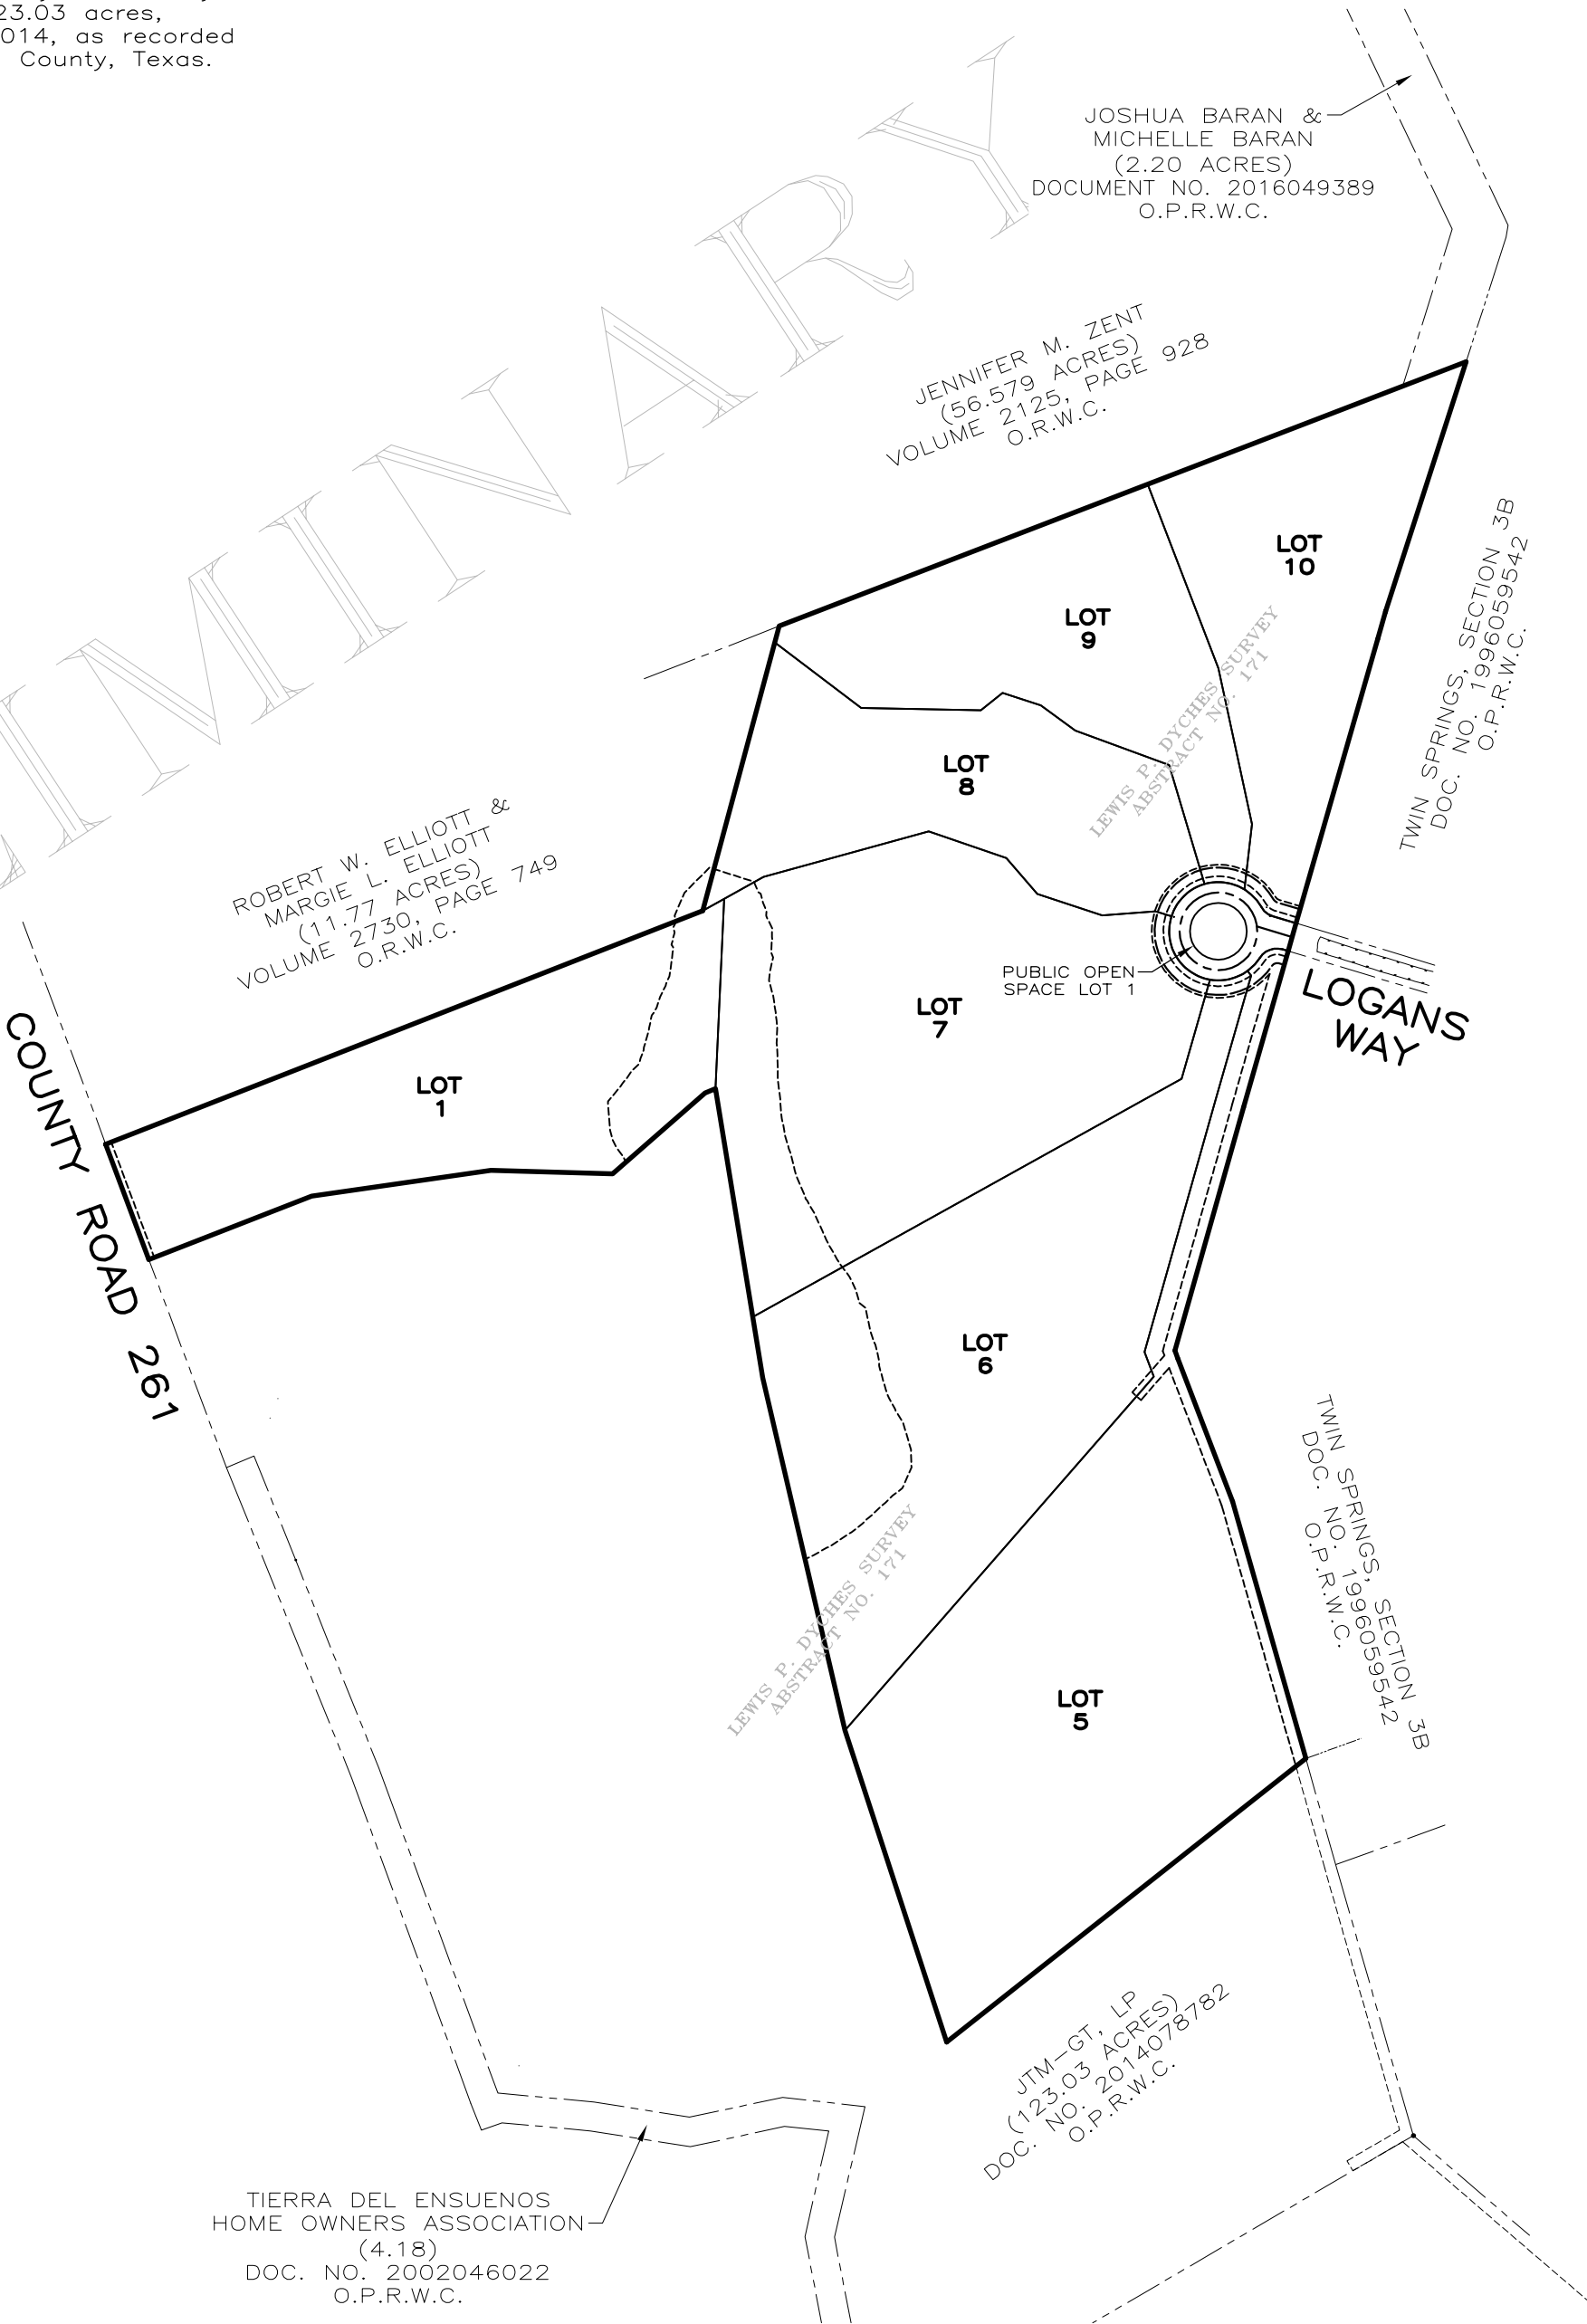 23.03 acres,
014, as recorded
County, Texas.
IMINARY
JOSHUA BARAN &
MICHELLE BARAN
(2.20 ACRES)
DOCUMENT NO. 2016049389
O.P.R.W.C.
JENNIFER M. ZENT
(56.579 ACRES)
VOLUME 2125, PAGE 928
O.R.W.C.
LOT
10
LOT
9
TWIN SPRINGS, SECTION 3B
DOC. NO. 1996059542
O.P.R.W.C.
LEWIS P. DYCHES SURVEY
ABSTRACT NO. 171
LOT
8
ROBERT W. ELLIOTT &
MARGIE L. ELLIOTT
(11.77 ACRES)
VOLUME 2730, PAGE 749
O.R.W.C.
PUBLIC OPEN
SPACE LOT 1
LOGANS
WAY
LOT
7
LOT
1
COUNTY ROAD 261
LOT
6
TWIN SPRINGS, SECTION 3B
DOC. NO. 1996059542
O.P.R.W.C.
LEWIS P. DYCHES SURVEY
ABSTRACT NO. 171
LOT
5
JTM-GT, LP
(123.03 ACRES)
DOC. NO. 2014078782
O.P.R.W.C.
TIERRA DEL ENSUENOS
HOME OWNERS ASSOCIATION
(4.18)
DOC. NO. 2002046022
O.P.R.W.C.